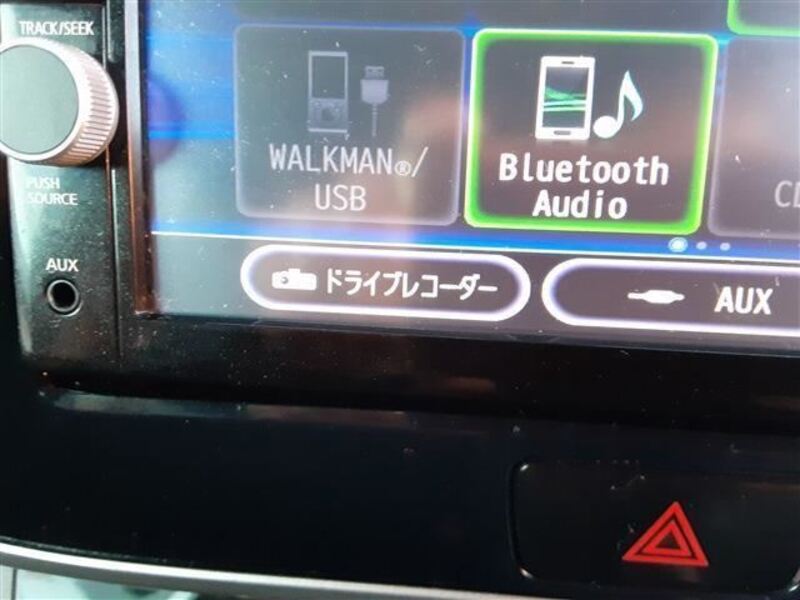 TRACK/SEEK
PUSH
SOURCE
AUX
WALKMAN®/
USB
Bluetooth
Audio
ドライブレコーダー
AUX